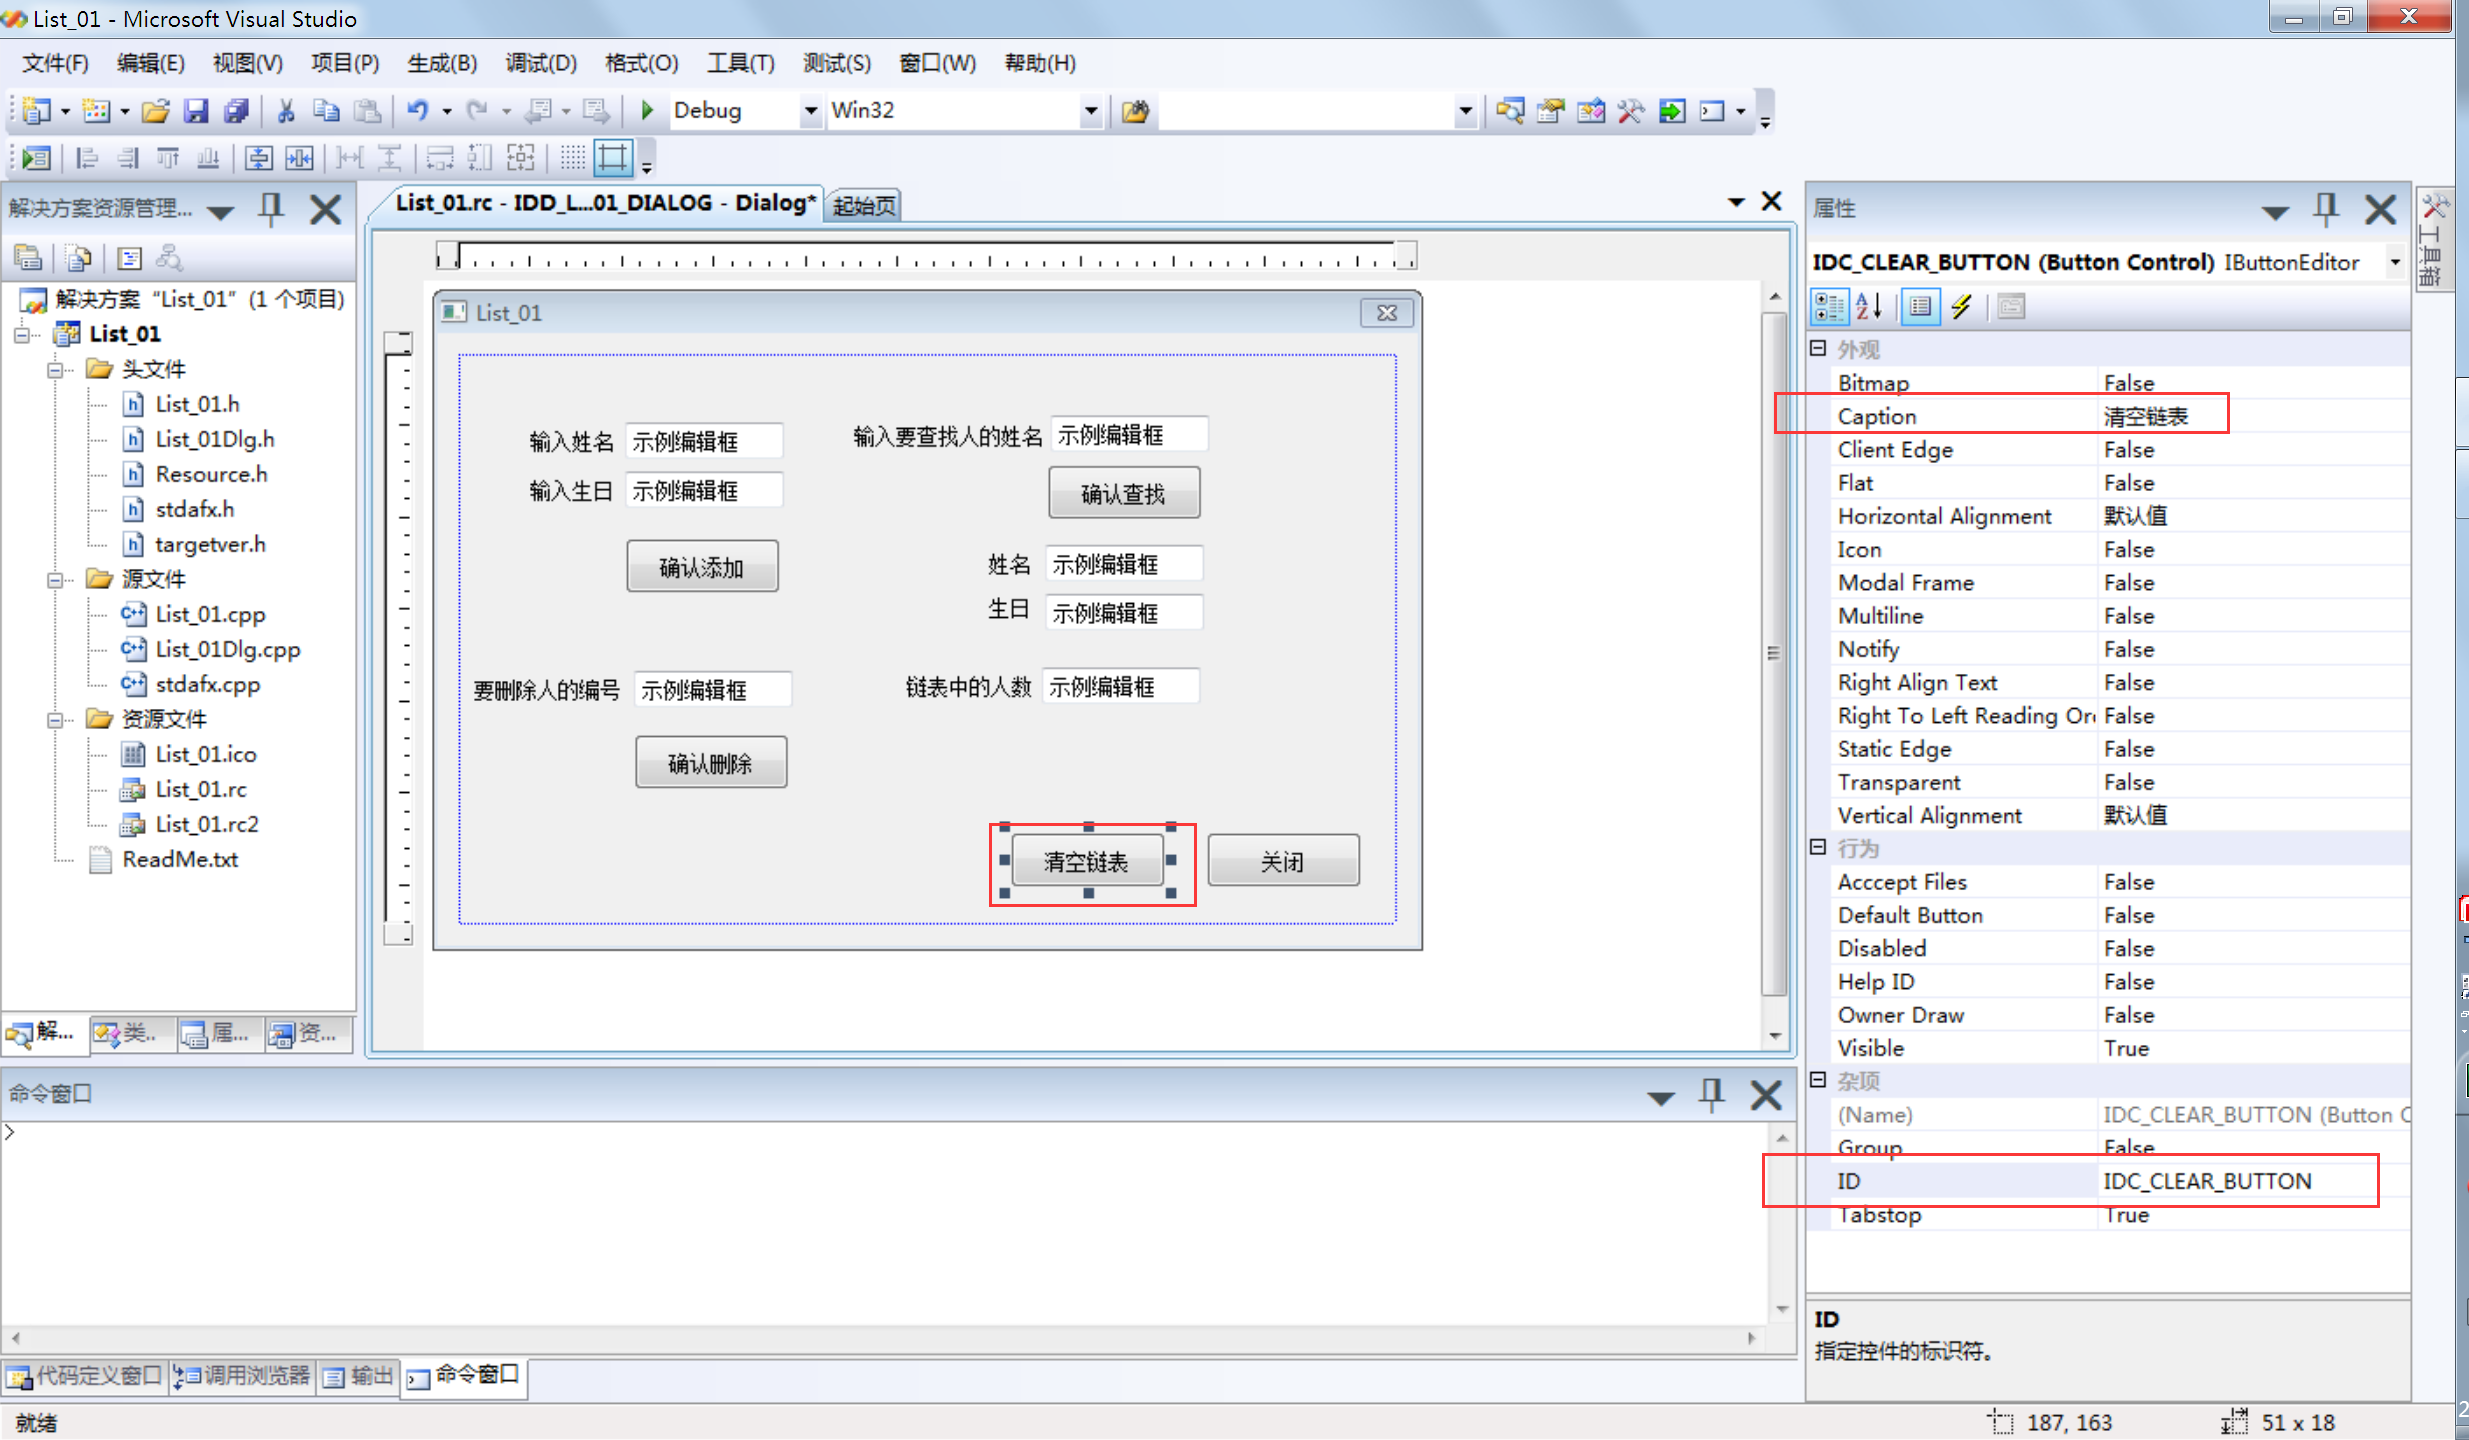 List_01 - Microsoft Visual Studio
文件(F) 编辑(E) 视图(V) 项目(P) 生成(B) 调试(D) 格式(O) 工具(T) 测试(S) 窗口(W) 帮助(H)
Debug Win32
解决方案资源管理...
解决方案 “List_01” (1 个项目)
List_01
头文件
List_01.h
List_01Dlg.h
Resource.h
stdafx.h
targetver.h
源文件
List_01.cpp
List_01Dlg.cpp
stdafx.cpp
资源文件
List_01.ico
List_01.rc
List_01.rc2
ReadMe.txt
解... 类.. 属... 资...
List_01.rc - IDD_L...01_DIALOG - Dialog* 起始页
List_01
输入姓名 示例编辑框
输入要查找人的姓名 示例编辑框
输入生日 示例编辑框
确认查找
确认添加
姓名 示例编辑框
生日 示例编辑框
要删除人的编号 示例编辑框
链表中的人数 示例编辑框
确认删除
清空链表 关闭
属性
IDC_CLEAR_BUTTON (Button Control) IButtonEditor
外观
Bitmap False
Caption 清空链表
Client Edge False
Flat False
Horizontal Alignment 默认值
Icon False
Modal Frame False
Multiline False
Notify False
Right Align Text False
Right To Left Reading Or False
Static Edge False
Transparent False
Vertical Alignment 默认值
行为
Acccept Files False
Default Button False
Disabled False
Help ID False
Owner Draw False
Visible True
杂项
(Name) IDC_CLEAR_BUTTON (Button C
Group False
ID IDC_CLEAR_BUTTON
Tabstop True
ID
指定控件的标识符。
工具箱
命令窗口
>
代码定义窗口 调用浏览器 输出 命令窗口
就绪
187, 163 51 x 18